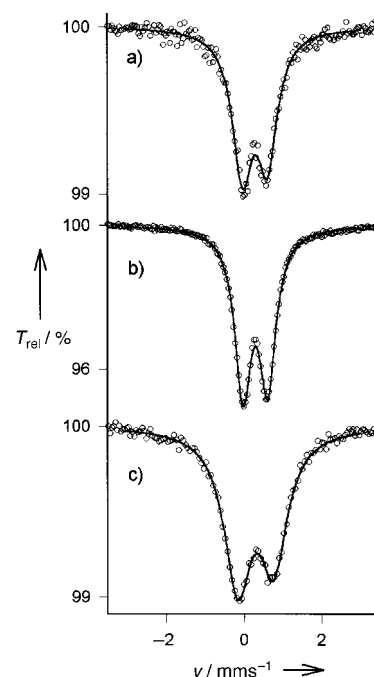 100
a)
99
100
b)
T_rel / %
96
100
c)
99
−2 0 2
v / mms⁻¹